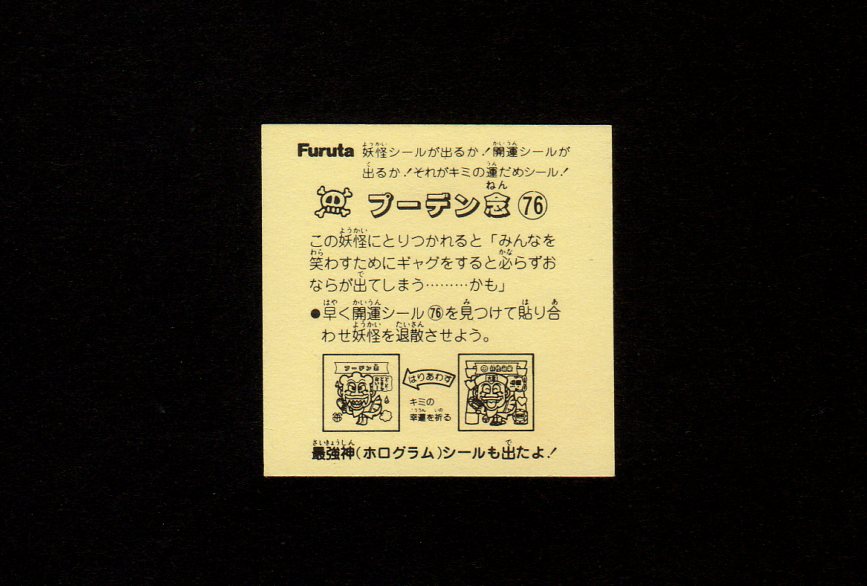 Furuta 妖怪シールが出るか!開運シールが
出るか!それがキミの運だめシール!
プーデン念 76
この妖怪にとりつかれると「みんなを
笑わすためにギャグをすると必らずお
ならが出てしまう………かも」
●早く開運シール76を見つけて貼り合
わせ妖怪を退散させよう。
プーデン念
はりあわす
キミの
幸運を祈る
最強神(ホログラム)シールも出たよ!